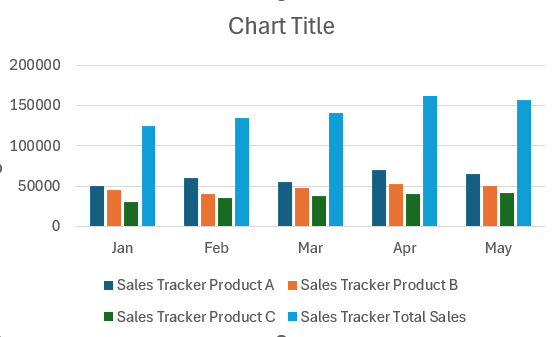 Chart Title
200000
150000
100000
50000
0
Jan Feb Mar Apr May
Sales Tracker Product A Sales Tracker Product B
Sales Tracker Product C Sales Tracker Total Sales